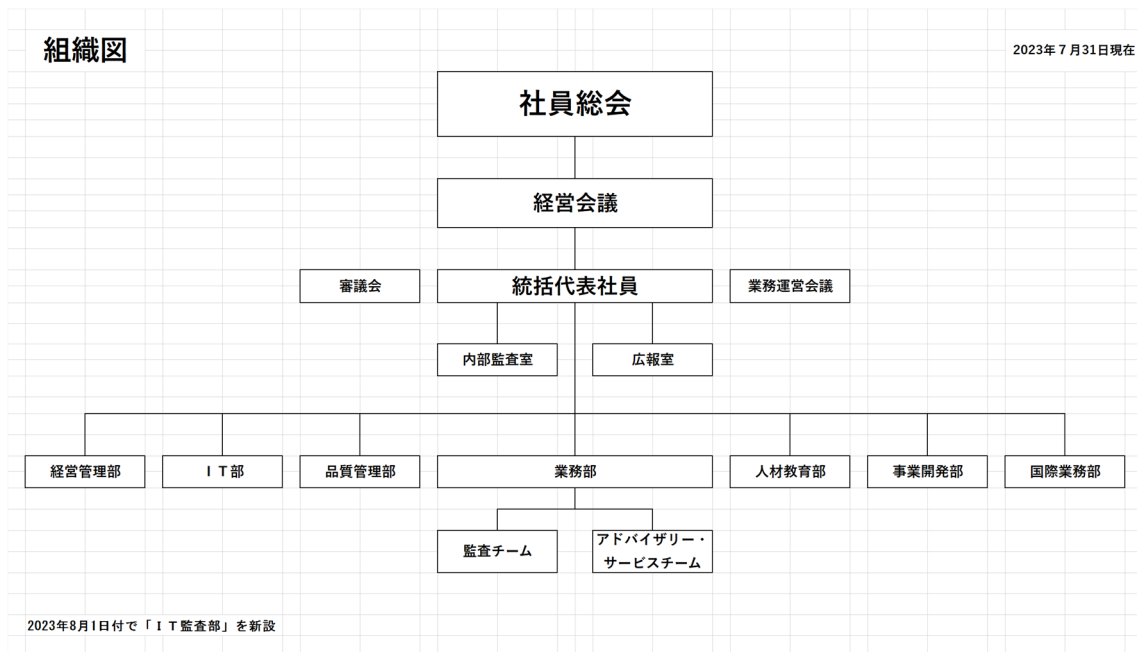 組織図
2023年７月31日現在
社員総会
経営会議
審議会
統括代表社員
業務運営会議
内部監査室
広報室
経営管理部
ＩＴ部
品質管理部
業務部
人材教育部
事業開発部
国際業務部
監査チーム
アドバイザリー・
サービスチーム
2023年8月1日付で「ＩＴ監査部」を新設